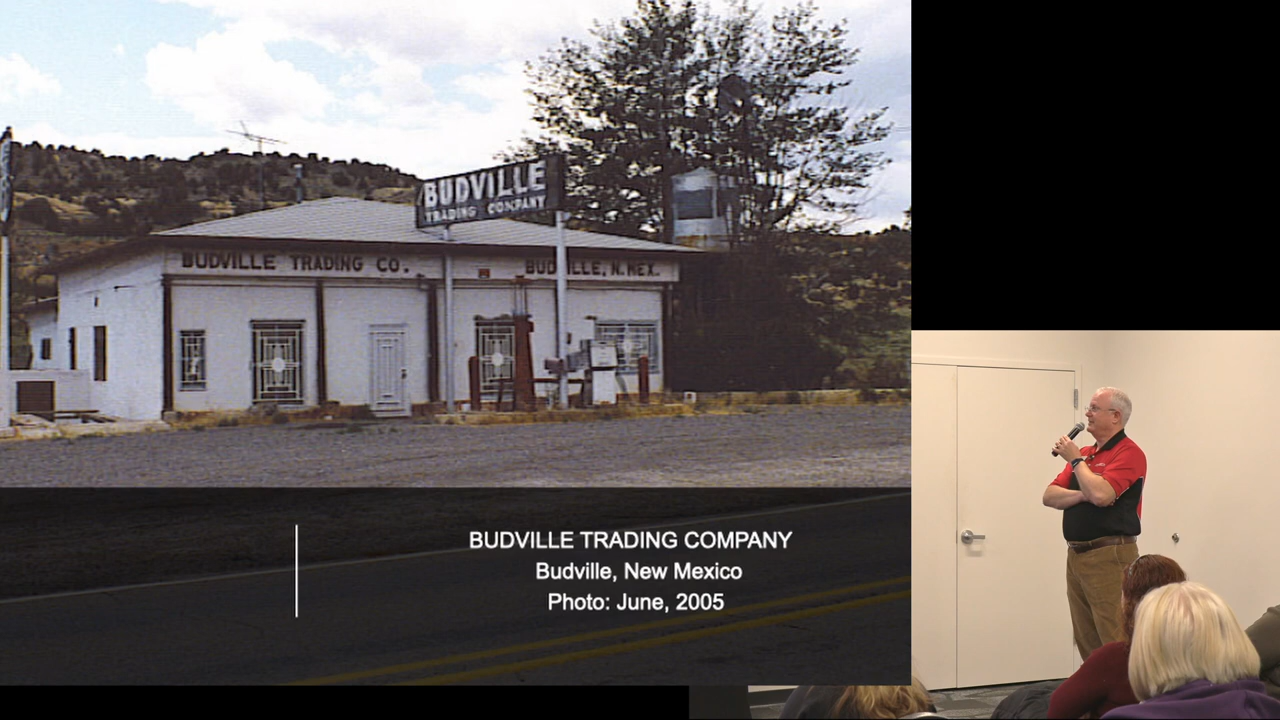 BUDVILLE
TRADING COMPANY
BUDVILLE TRADING CO.
BUDVILLE, N. MEX.
BUDVILLE TRADING COMPANY
Budville, New Mexico
Photo: June, 2005